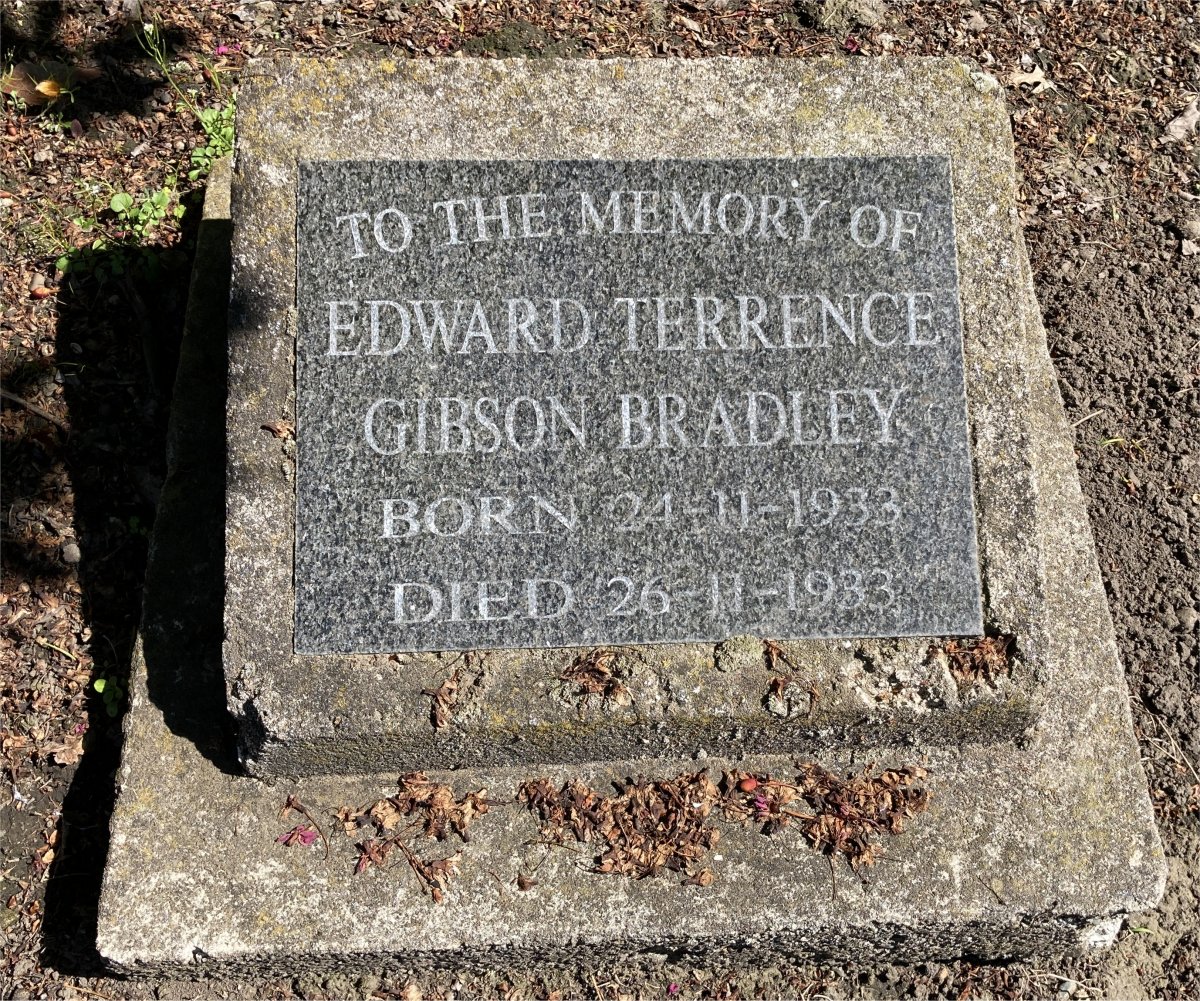 TO THE MEMORY OF
EDWARD TERRENCE
GIBSON BRADLEY
BORN 24-11-1933
DIED 26-11-1933